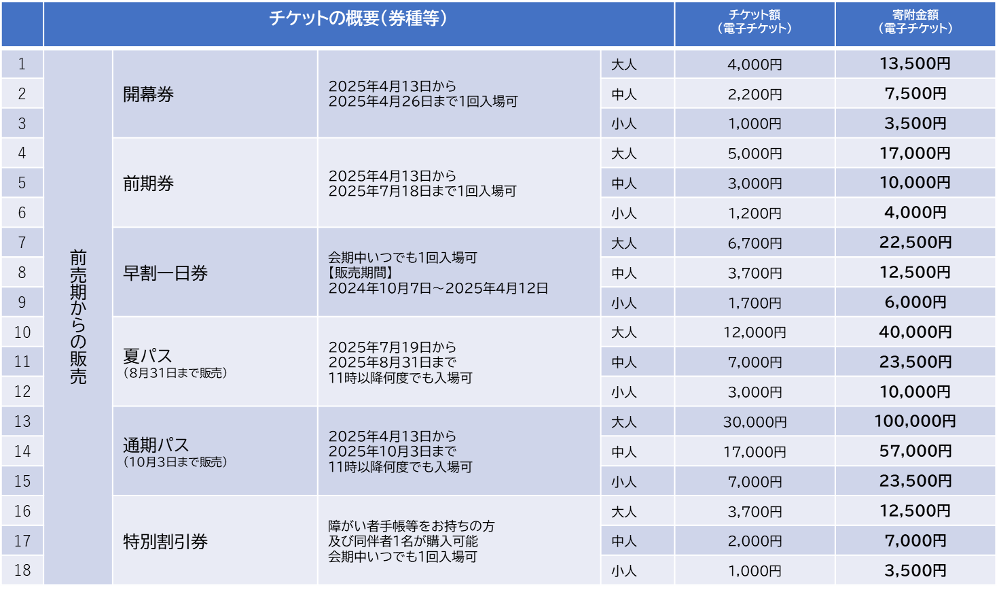 チケットの概要(券種等)
チケット額
(電子チケット)
寄附金額
(電子チケット)
前売期からの販売
開幕券
2025年4月13日から
2025年4月26日まで1回入場可
1 大人 4,000円 13,500円
2 中人 2,200円 7,500円
3 小人 1,000円 3,500円
前期券
2025年4月13日から
2025年7月18日まで1回入場可
4 大人 5,000円 17,000円
5 中人 3,000円 10,000円
6 小人 1,200円 4,000円
早割一日券
会期中いつでも1回入場可
【販売期間】
2024年10月7日～2025年4月12日
7 大人 6,700円 22,500円
8 中人 3,700円 12,500円
9 小人 1,700円 6,000円
夏パス
(8月31日まで販売)
2025年7月19日から
2025年8月31日まで
11時以降何度でも入場可
10 大人 12,000円 40,000円
11 中人 7,000円 23,500円
12 小人 3,000円 10,000円
通期パス
(10月3日まで販売)
2025年4月13日から
2025年10月3日まで
11時以降何度でも入場可
13 大人 30,000円 100,000円
14 中人 17,000円 57,000円
15 小人 7,000円 23,500円
特別割引券
障がい者手帳等をお持ちの方
及び同伴者1名が購入可能
会期中いつでも1回入場可
16 大人 3,700円 12,500円
17 中人 2,000円 7,000円
18 小人 1,000円 3,500円